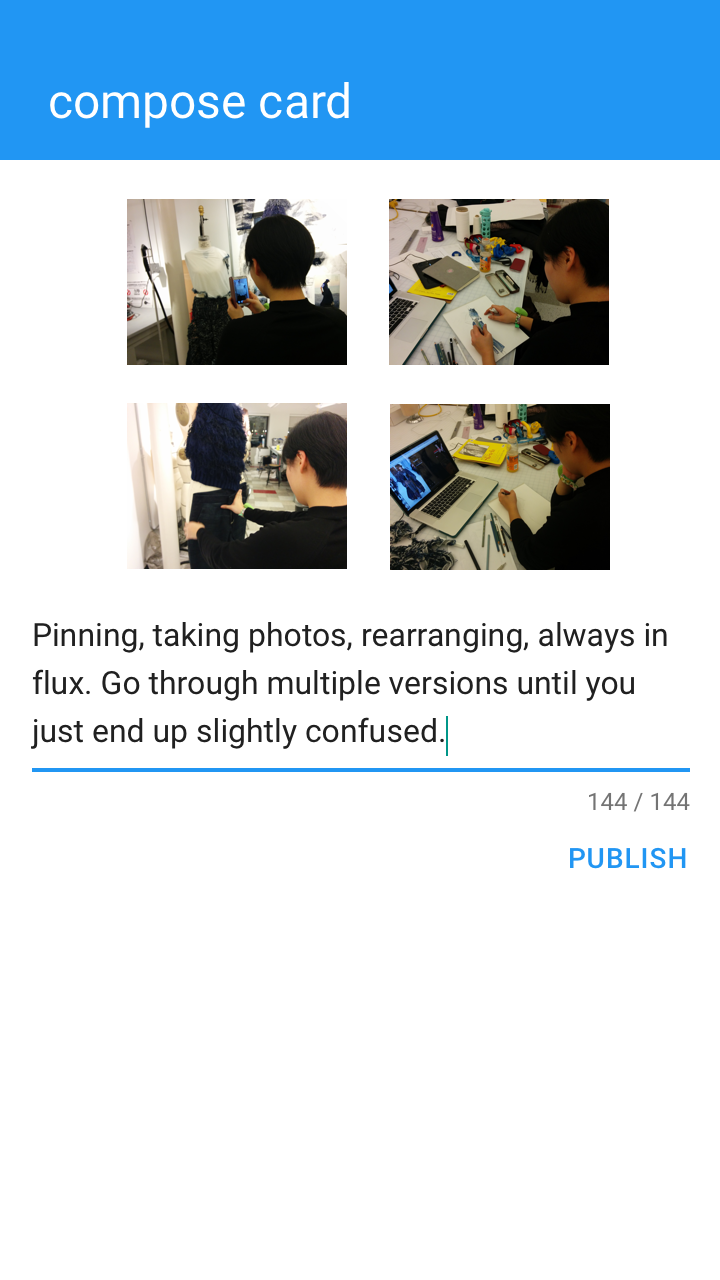 compose card
Pinning, taking photos, rearranging, always in
flux. Go through multiple versions until you
just end up slightly confused.
144 / 144
PUBLISH